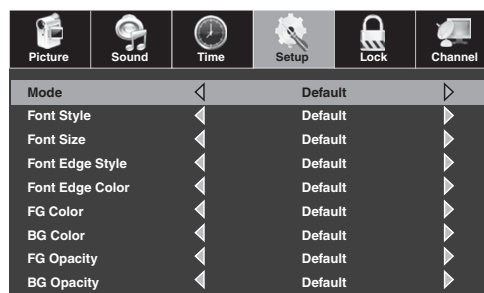 Picture Sound Time Setup Lock Channel
Mode Default
Font Style Default
Font Size Default
Font Edge Style Default
Font Edge Color Default
FG Color Default
BG Color Default
FG Opacity Default
BG Opacity Default